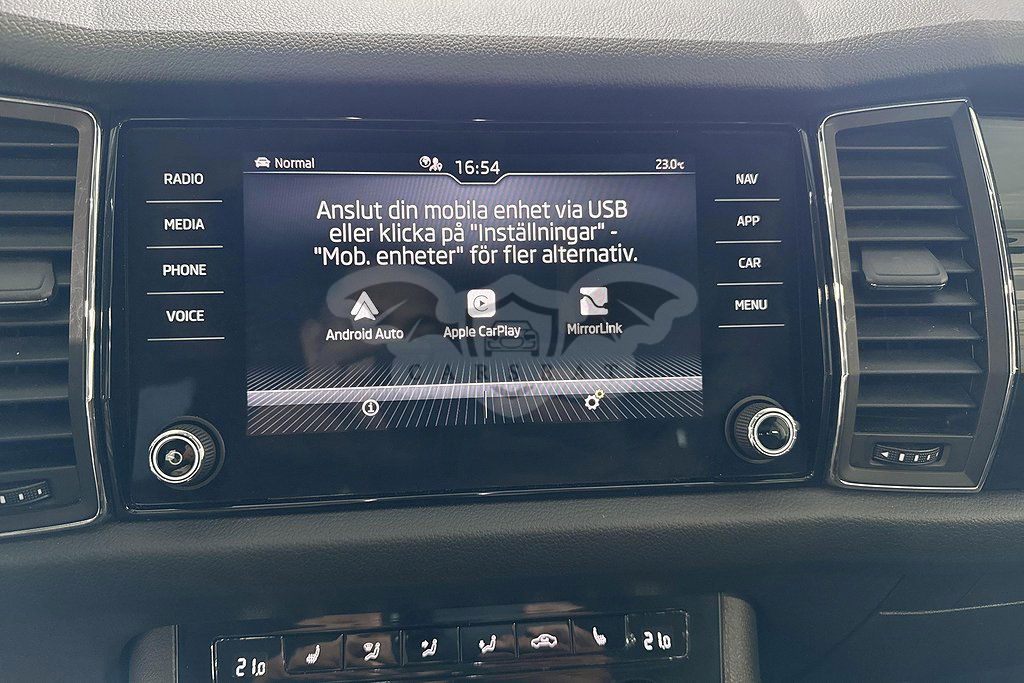 Normal
16:54
23.0°C
RADIO
MEDIA
PHONE
VOICE
Anslut din mobila enhet via USB
eller klicka på "Inställningar" -
"Mob. enheter" för fler alternativ.
Android Auto
Apple CarPlay
MirrorLink
NAV
APP
CAR
MENU
21.0
21.0